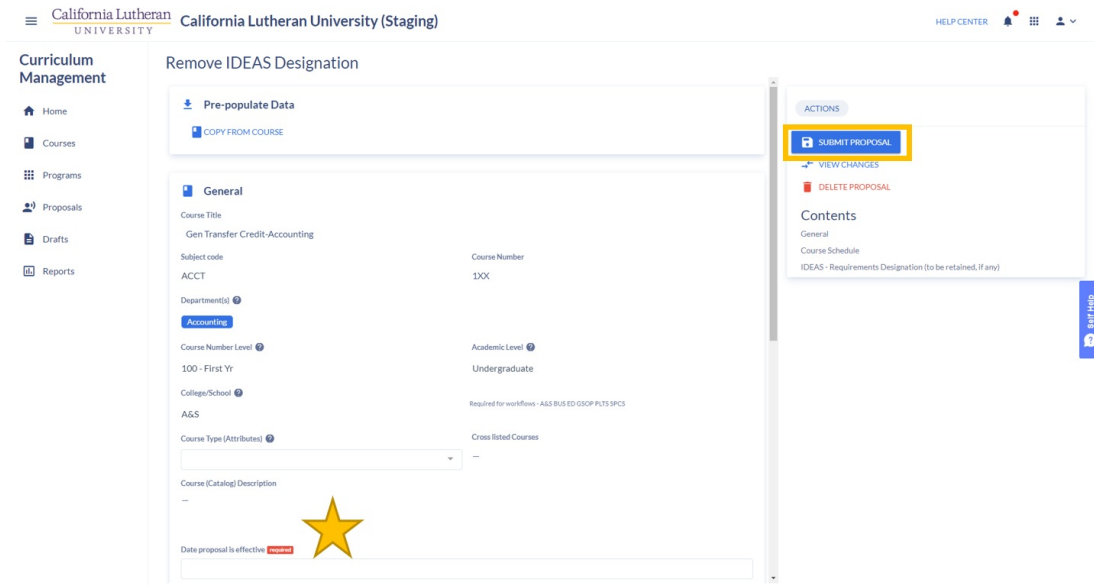 California Lutheran
UNIVERSITY
California Lutheran University (Staging)
HELP CENTER
Curriculum
Management
Home
Courses
Programs
Proposals
Drafts
Reports
Remove IDEAS Designation
Pre-populate Data
COPY FROM COURSE
General
Course Title
Gen Transfer Credit-Accounting
Subject code
Course Number
ACCT
1XX
Department(s)
Accounting
Course Number Level
Academic Level
100 - First Yr
Undergraduate
College/School
Required for workflows - A&S BUS ED GSOP PLTS SPCS
A&S
Course Type (Attributes)
Cross listed Courses
—
Course (Catalog) Description
—
Date proposal is effective required
ACTIONS
SUBMIT PROPOSAL
VIEW CHANGES
DELETE PROPOSAL
Contents
General
Course Schedule
IDEAS - Requirements Designation (to be retained, if any)
Self Help